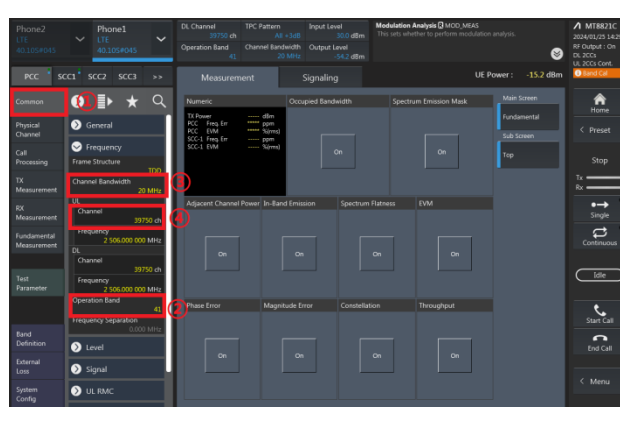 Phone2
LTE
40.10S#045
Phone1
LTE
40.10S#045
DL Channel
39750 ch
TPC Pattern
All +3dB
Input Level
30.0 dBm
Operation Band
41
Channel Bandwidth
20 MHz
Output Level
-54.2 dBm
Modulation Analysis MOD_MEAS
This sets whether to perform modulation analysis.
MT8821C
2024/01/25 14:29
RF Output : On
DL 2CCs
UL 2CCs Cont.
Band Cal
PCC
SCC1
SCC2
SCC3
>>
Measurement
Signaling
UE Power :
-15.2 dBm
Common
①
Physical
Channel
Call
Processing
TX
Measurement
RX
Measurement
Fundamental
Measurement
Test
Parameter
Band
Definition
External
Loss
System
Config
General
Frequency
Frame Structure
TDD
Channel Bandwidth
20 MHz
③
UL
Channel
39750 ch
④
Frequency
2 506.000 000 MHz
DL
Channel
39750 ch
Frequency
2 506.000 000 MHz
Operation Band
41
②
Frequency Separation
0.000 MHz
Level
Signal
UL RMC
Numeric
TX Power ----- dBm
PCC Freq. Err ----- ppm
PCC EVM ----- %(rms)
SCC-1 Freq. Err ----- ppm
SCC-1 EVM ----- %(rms)
Occupied Bandwidth
On
Spectrum Emission Mask
On
Adjacent Channel Power
On
In-Band Emission
On
Spectrum Flatness
On
EVM
On
Phase Error
On
Magnitude Error
On
Constellation
On
Throughput
On
Main Screen
Fundamental
Sub Screen
Top
Home
< Preset
Stop
Tx
Rx
Single
Continuous
Idle
Start Call
End Call
< Menu